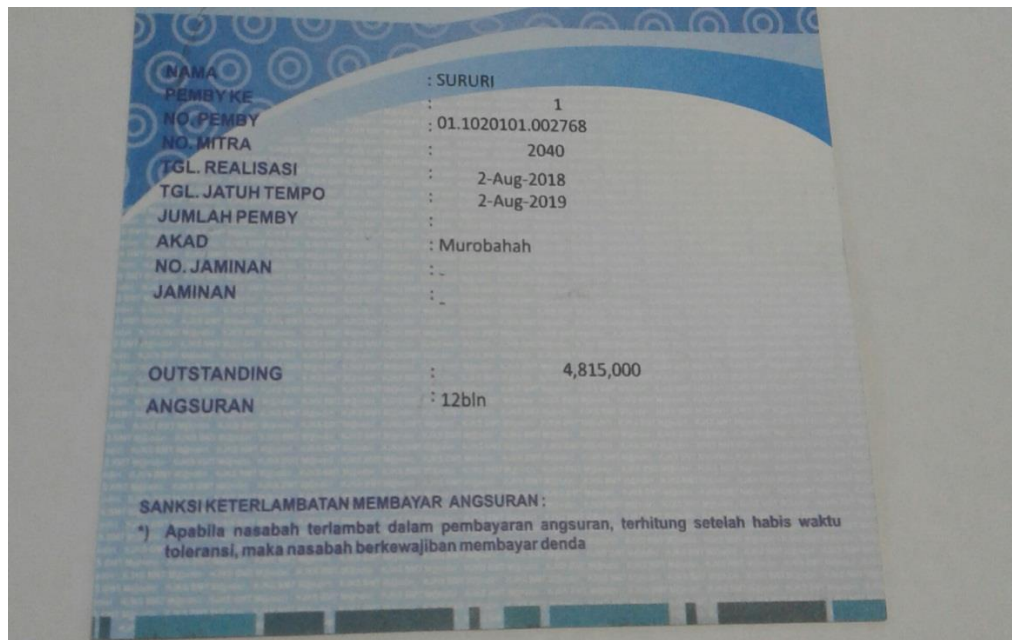 NAMA : SURURI
PEMBY KE : 1
NO. PEMBY : 01.1020101.002768
NO. MITRA : 2040
TGL. REALISASI : 2-Aug-2018
TGL. JATUH TEMPO : 2-Aug-2019
JUMLAH PEMBY :
AKAD : Murobahah
NO. JAMINAN : -
JAMINAN : -
OUTSTANDING : 4,815,000
ANGSURAN : 12bln
SANKSI KETERLAMBATAN MEMBAYAR ANGSURAN :
*) Apabila nasabah terlambat dalam pembayaran angsuran, terhitung setelah habis waktu
toleransi, maka nasabah berkewajiban membayar denda